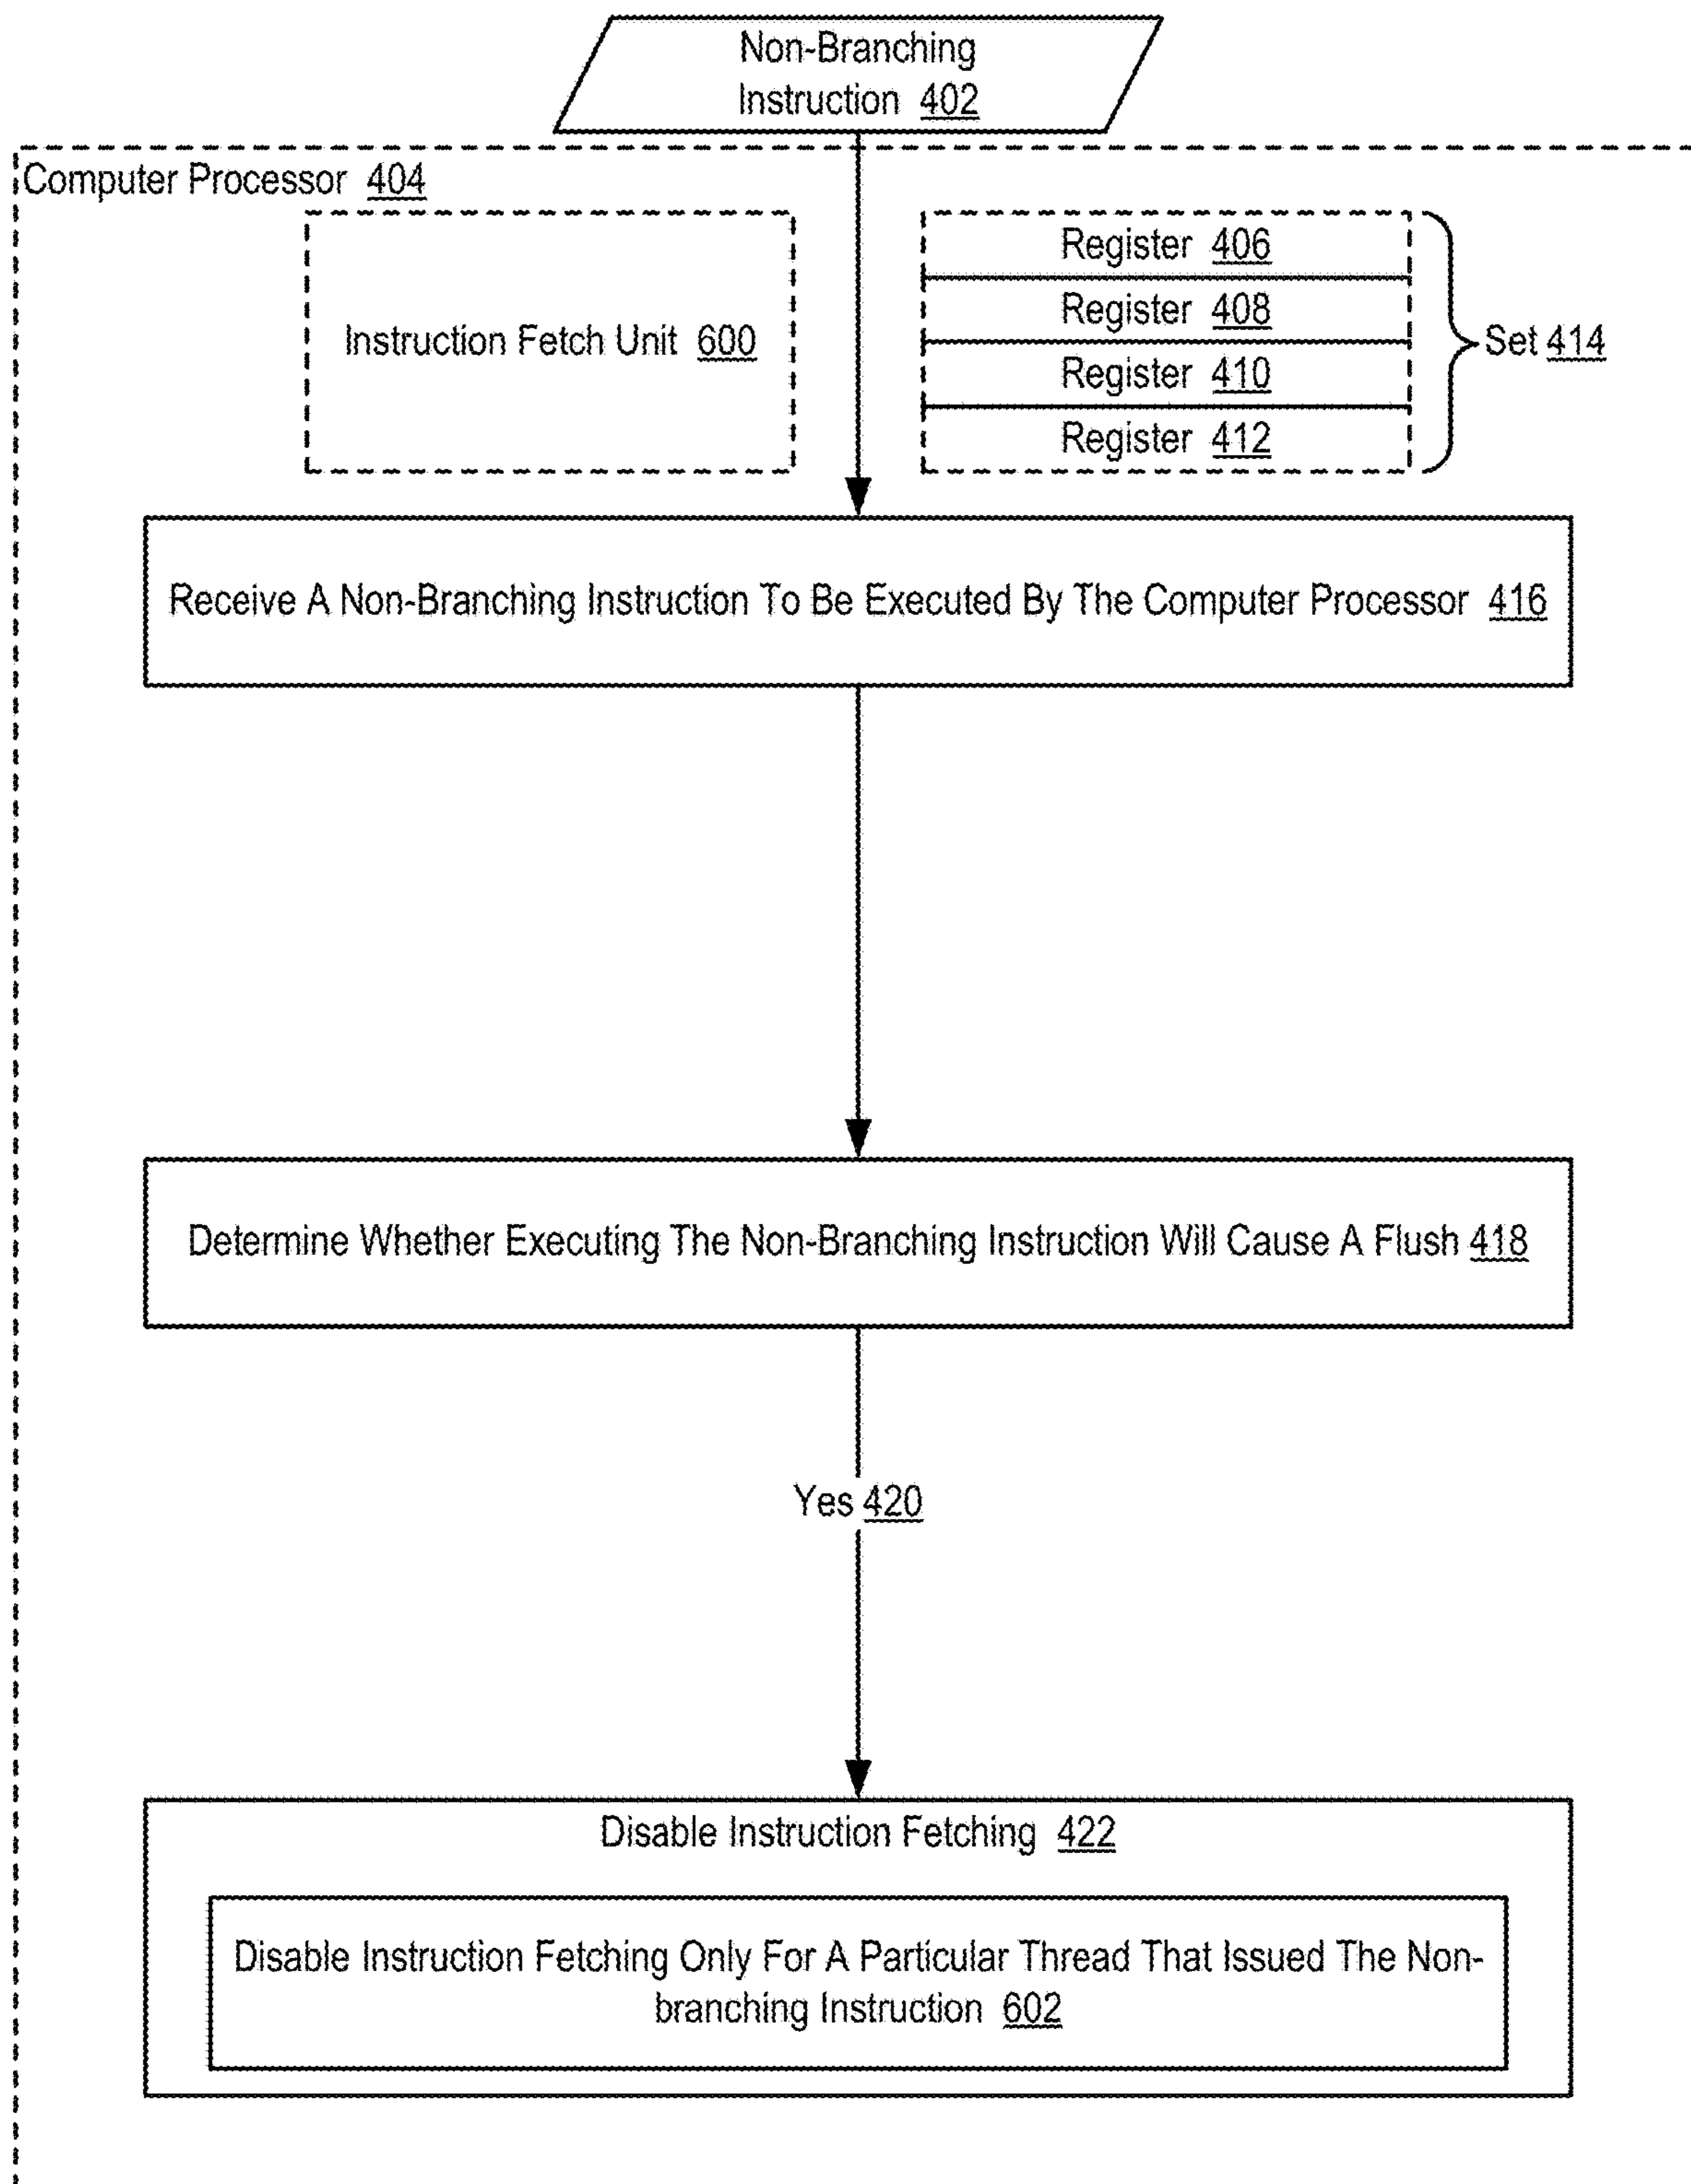 Non-Branching
Instruction 402
Computer Processor 404
Instruction Fetch Unit 600
Register 406
Register 408
Register 410
Register 412
Set 414
Receive A Non-Branching Instruction To Be Executed By The Computer Processor 416
Determine Whether Executing The Non-Branching Instruction Will Cause A Flush 418
Yes 420
Disable Instruction Fetching 422
Disable Instruction Fetching Only For A Particular Thread That Issued The Non-
branching Instruction 602